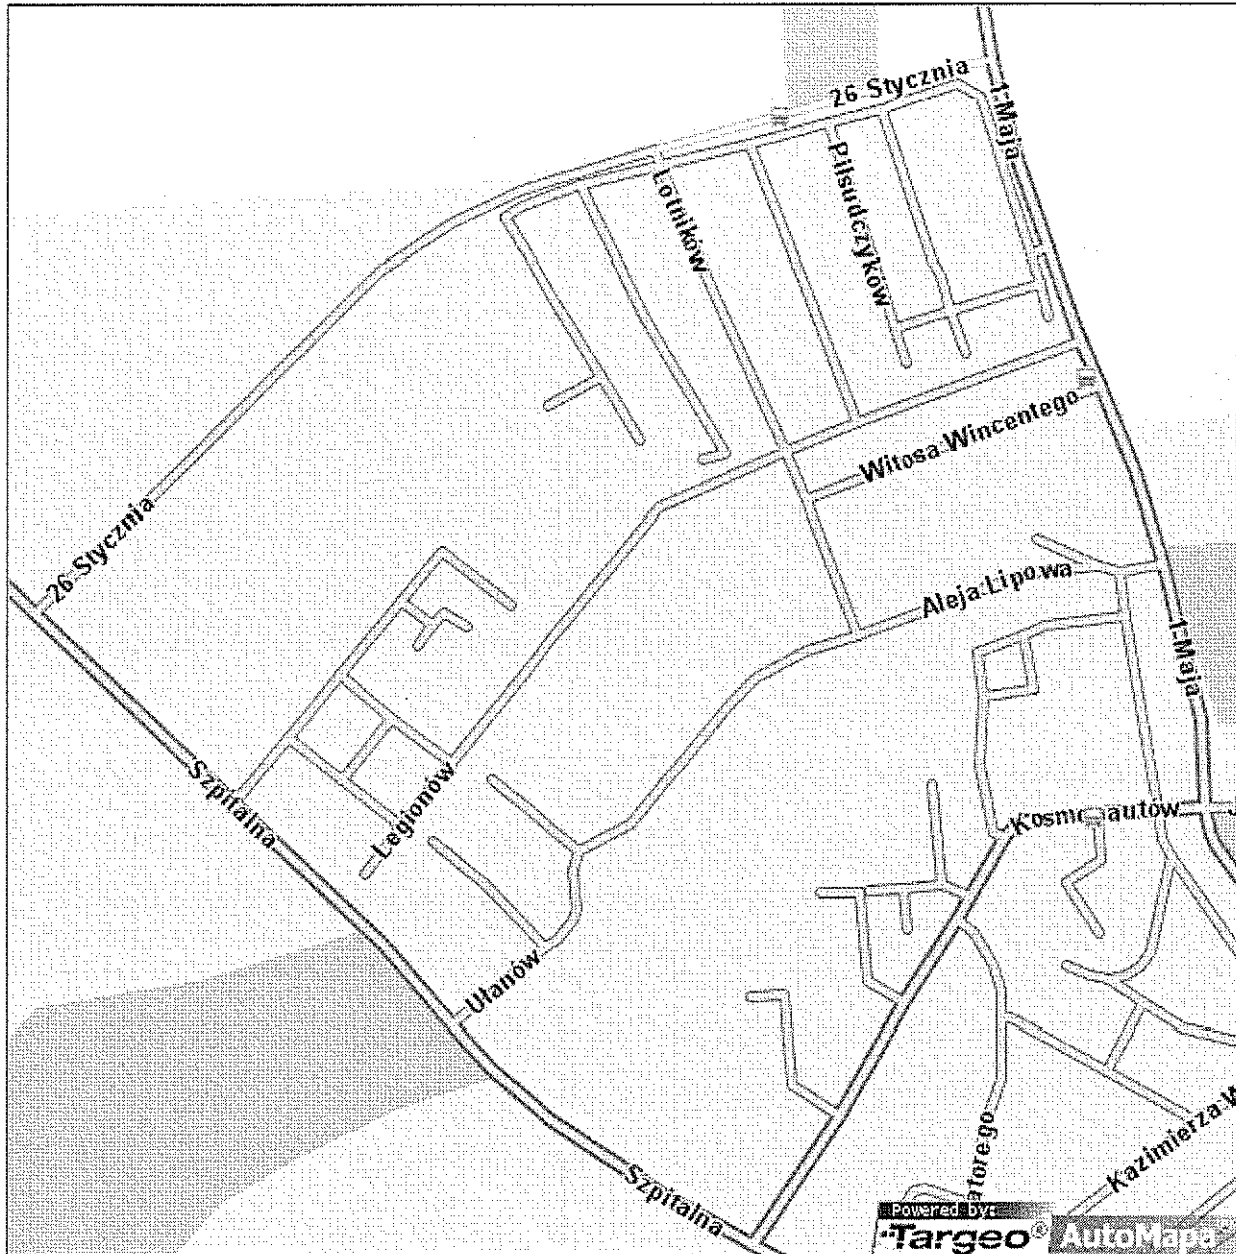 26 Stycznia
1 Maja
Lotników
Piłsudczyków
Witosa Wincentego
26 Stycznia
Aleja Lipowa
1 Maja
Szpitalna
Legionów
Kosmonautów
Ułanów
Szpitalna
atorego
Kazimierza W
Powered by:
Targeo®
AutoMapa